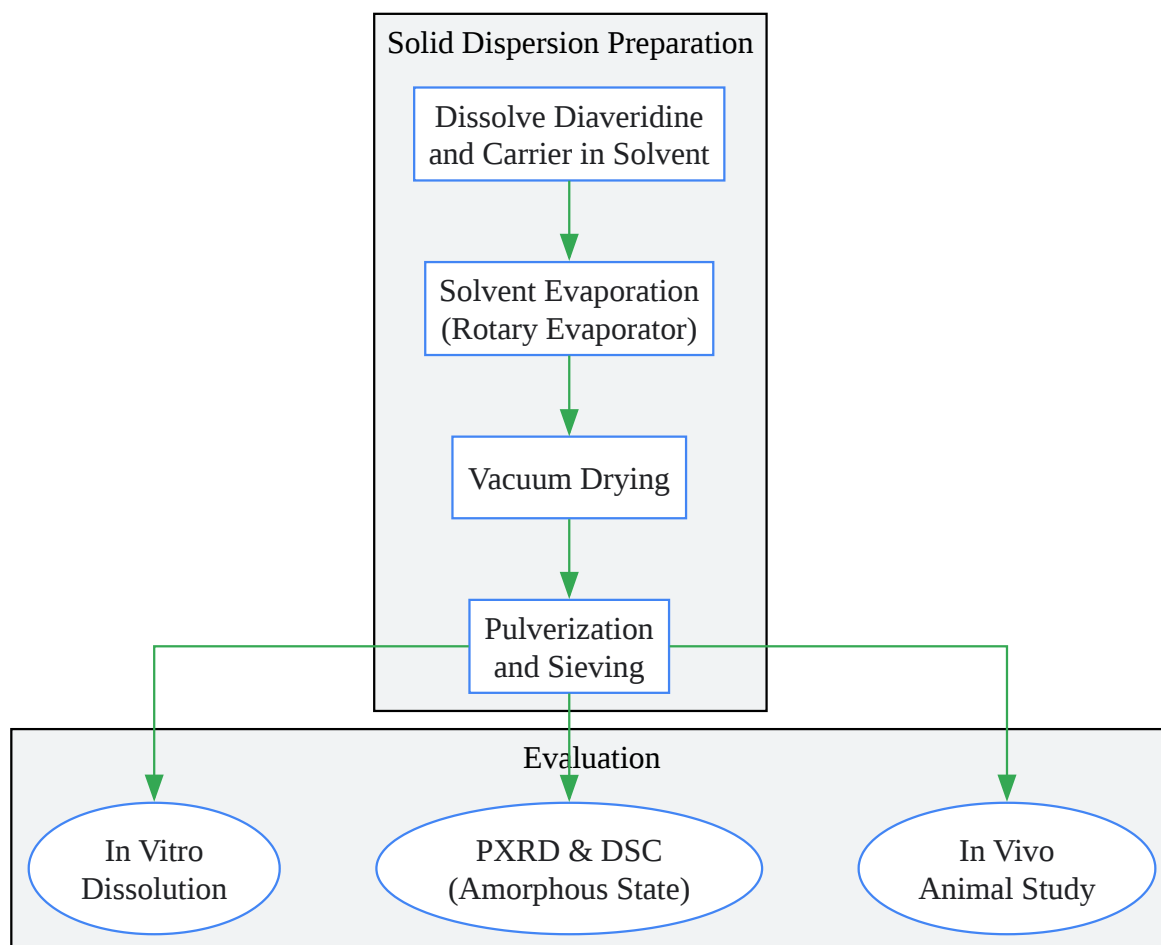 Solid Dispersion Preparation
Dissolve Diaveridine
and Carrier in Solvent
Solvent Evaporation
(Rotary Evaporator)
Vacuum Drying
Pulverization
and Sieving
Evaluation
In Vitro
Dissolution
PXRD & DSC
(Amorphous State)
In Vivo
Animal Study